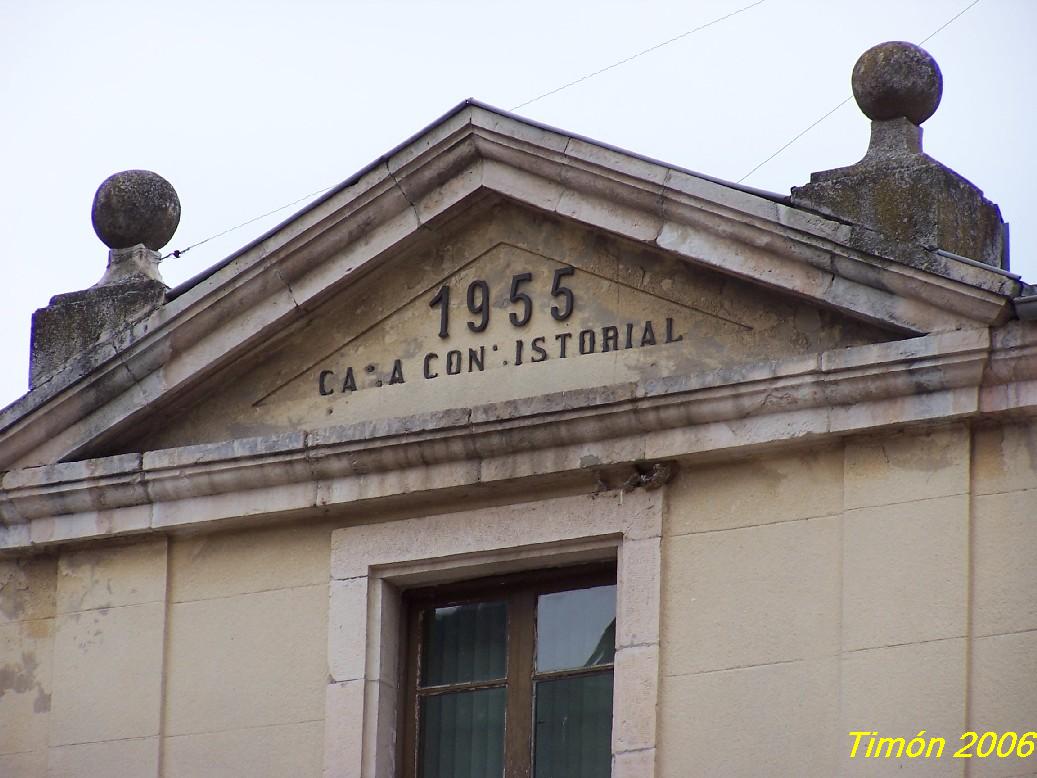 1955
CA A CON ISTORIAL
Timón 2006